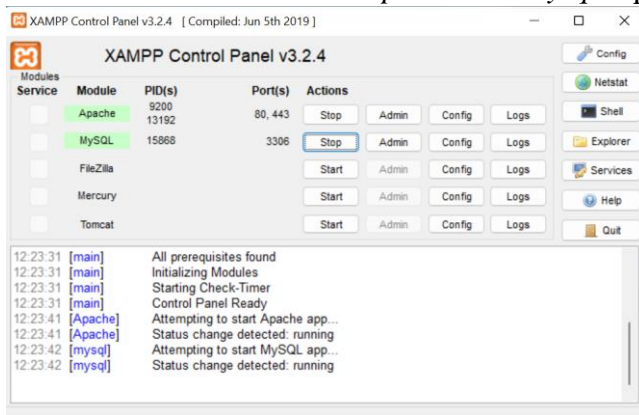 XAMPP Control Panel v3.2.4 [ Compiled: Jun 5th 2019 ]
XAMPP Control Panel v3.2.4
Config
Modules
Service Module PID(s) Port(s) Actions
Netstat
Apache 9200 13192 80, 443 Stop Admin Config Logs
Shell
MySQL 15868 3306 Stop Admin Config Logs
Explorer
FileZilla Start Admin Config Logs
Services
Mercury Start Admin Config Logs
Help
Tomcat Start Admin Config Logs
Quit
12:23:31 [main] All prerequisites found
12:23:31 [main] Initializing Modules
12:23:31 [main] Starting Check-Timer
12:23:31 [main] Control Panel Ready
12:23:41 [Apache] Attempting to start Apache app...
12:23:41 [Apache] Status change detected: running
12:23:42 [mysql] Attempting to start MySQL app...
12:23:42 [mysql] Status change detected: running